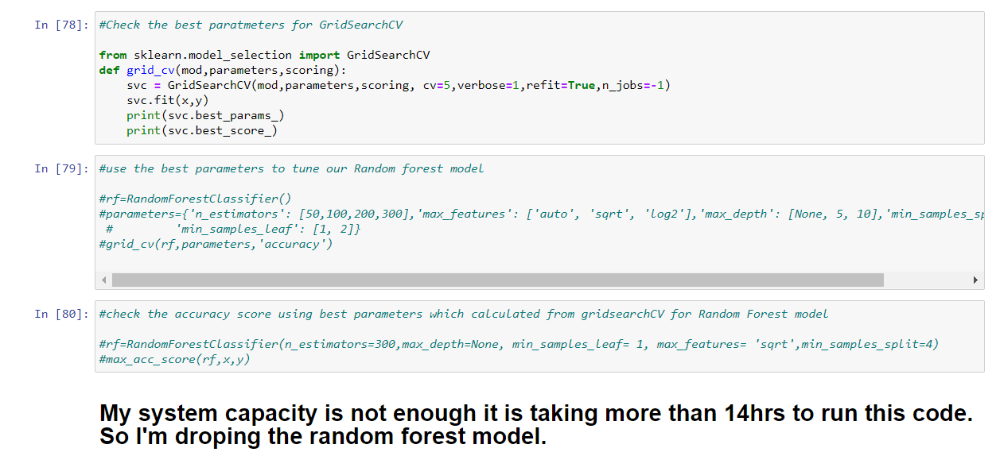 In [78]: #Check the best paratmeters for GridSearchCV
from sklearn.model_selection import GridSearchCV
def grid_cv(mod,parameters,scoring):
    svc = GridSearchCV(mod,parameters,scoring, cv=5,verbose=1,refit=True,n_jobs=-1)
    svc.fit(x,y)
    print(svc.best_params_)
    print(svc.best_score_)
In [79]: #use the best parameters to tune our Random forest model
#rf=RandomForestClassifier()
#parameters={'n_estimators': [50,100,200,300],'max_features': ['auto', 'sqrt', 'log2'],'max_depth': [None, 5, 10],'min_samples_sp
 #         'min_samples_leaf': [1, 2]}
#grid_cv(rf,parameters,'accuracy')
In [80]: #check the accuracy score using best parameters which calculated from gridsearchCV for Random Forest model
#rf=RandomForestClassifier(n_estimators=300,max_depth=None, min_samples_leaf= 1, max_features= 'sqrt',min_samples_split=4)
#max_acc_score(rf,x,y)
My system capacity is not enough it is taking more than 14hrs to run this code.
So I'm droping the random forest model.